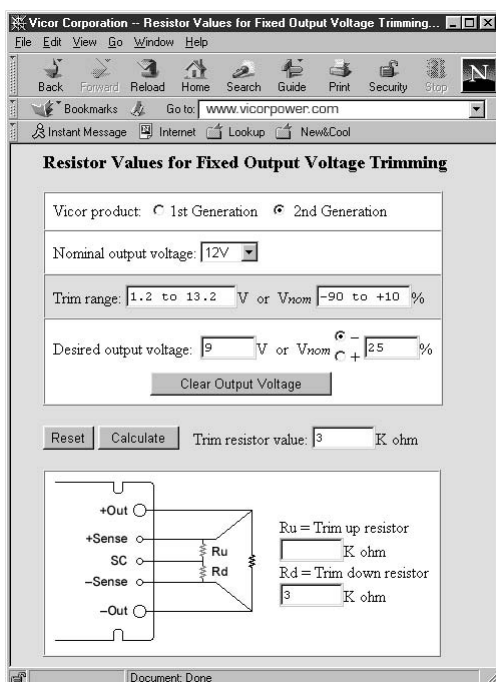 Vicor Corporation -- Resistor Values for Fixed Output Voltage Trimming...
File Edit View Go Window Help
Back Forward Reload Home Search Guide Print Security Stop
N
Bookmarks Go to: www.vicorpower.com
Instant Message Internet Lookup New&Cool
Resistor Values for Fixed Output Voltage Trimming
Vicor product: 1st Generation 2nd Generation
Nominal output voltage: 12V
Trim range: 1.2 to 13.2 V or Vnom -90 to +10 %
Desired output voltage: 9 V or Vnom − + 25 %
Clear Output Voltage
Reset Calculate Trim resistor value: 3 K ohm
+Out
+Sense
SC
–Sense
–Out
Ru
Rd
Ru = Trim up resistor
K ohm
Rd = Trim down resistor
3 K ohm
Document: Done